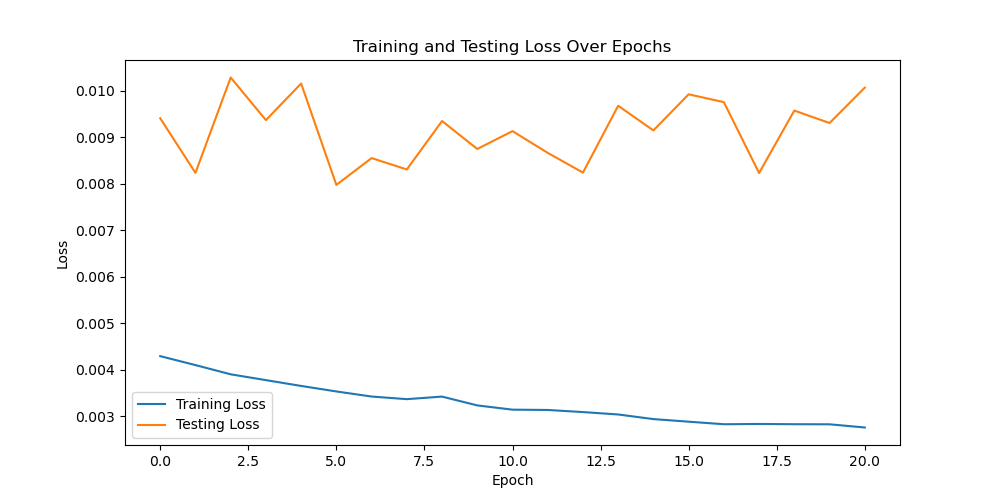 Training and Testing Loss Over Epochs
0.010
0.009
0.008
0.007
0.006
0.005
0.004
0.003
Loss
Training Loss
Testing Loss
0.0 2.5 5.0 7.5 10.0 12.5 15.0 17.5 20.0
Epoch